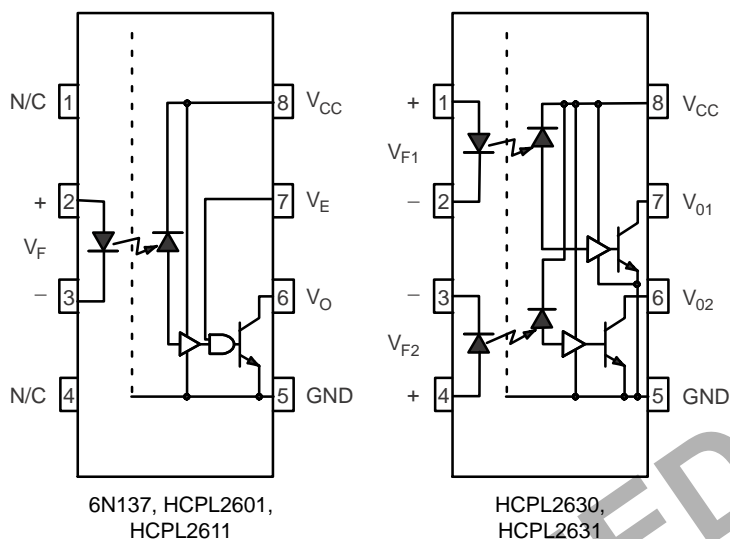 N/C 1 8 VCC
+ 2 7 VE
VF
− 3 6 VO
N/C 4 5 GND
6N137, HCPL2601,
HCPL2611
+ 1 8 VCC
VF1
− 2 7 V01
− 3 6 V02
VF2
+ 4 5 GND
HCPL2630,
HCPL2631